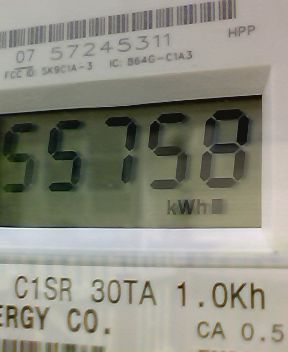 07 57245311
HPP
FCC ID: SK9C1A-3 IC: 864G-C1A3
55758
kWh
C1SR 30TA 1.0Kh
ERGY CO.
CA 0.5